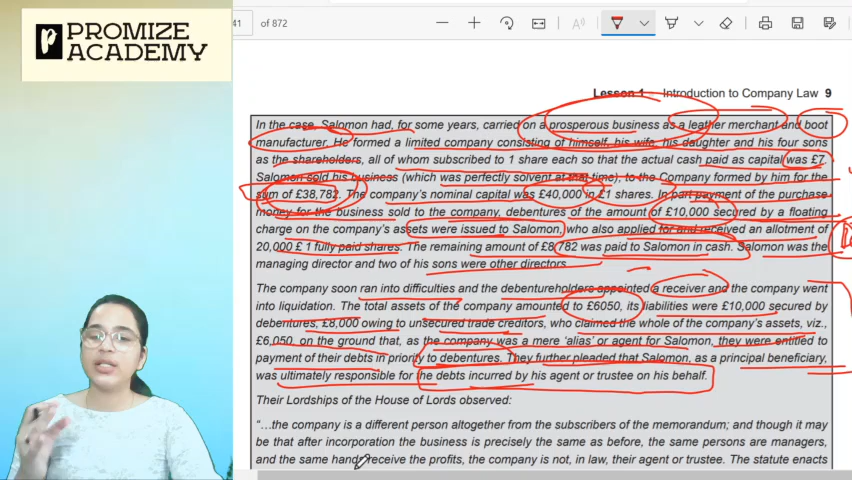 PROMIZE
ACADEMY
41 of 872
Lesson 1 Introduction to Company Law 9
In the case, Salomon had, for some years, carried on a prosperous business as a leather merchant and boot
manufacturer. He formed a limited company consisting of himself, his wife, his daughter and his four sons
as the shareholders, all of whom subscribed to 1 share each so that the actual cash paid as capital was £7.
Salomon sold his business (which was perfectly solvent at that time), to the Company formed by him for the
sum of £38,782. The company's nominal capital was £40,000 in £1 shares. In part payment of the purchase
money for the business sold to the company, debentures of the amount of £10,000 secured by a floating
charge on the company's assets were issued to Salomon, who also applied for and received an allotment of
20,000 £ 1 fully paid shares. The remaining amount of £8,782 was paid to Salomon in cash. Salomon was the
managing director and two of his sons were other directors.
The company soon ran into difficulties and the debentureholders appointed a receiver and the company went
into liquidation. The total assets of the company amounted to £6050, its liabilities were £10,000 secured by
debentures, £8,000 owing to unsecured trade creditors, who claimed the whole of the company's assets, viz.,
£6,050, on the ground that, as the company was a mere 'alias' or agent for Salomon, they were entitled to
payment of their debts in priority to debentures. They further pleaded that Salomon, as a principal beneficiary,
was ultimately responsible for the debts incurred by his agent or trustee on his behalf.
Their Lordships of the House of Lords observed:
"…the company is a different person altogether from the subscribers of the memorandum; and though it may
be that after incorporation the business is precisely the same as before, the same persons are managers,
and the same hands receive the profits, the company is not, in law, their agent or trustee. The statute enacts